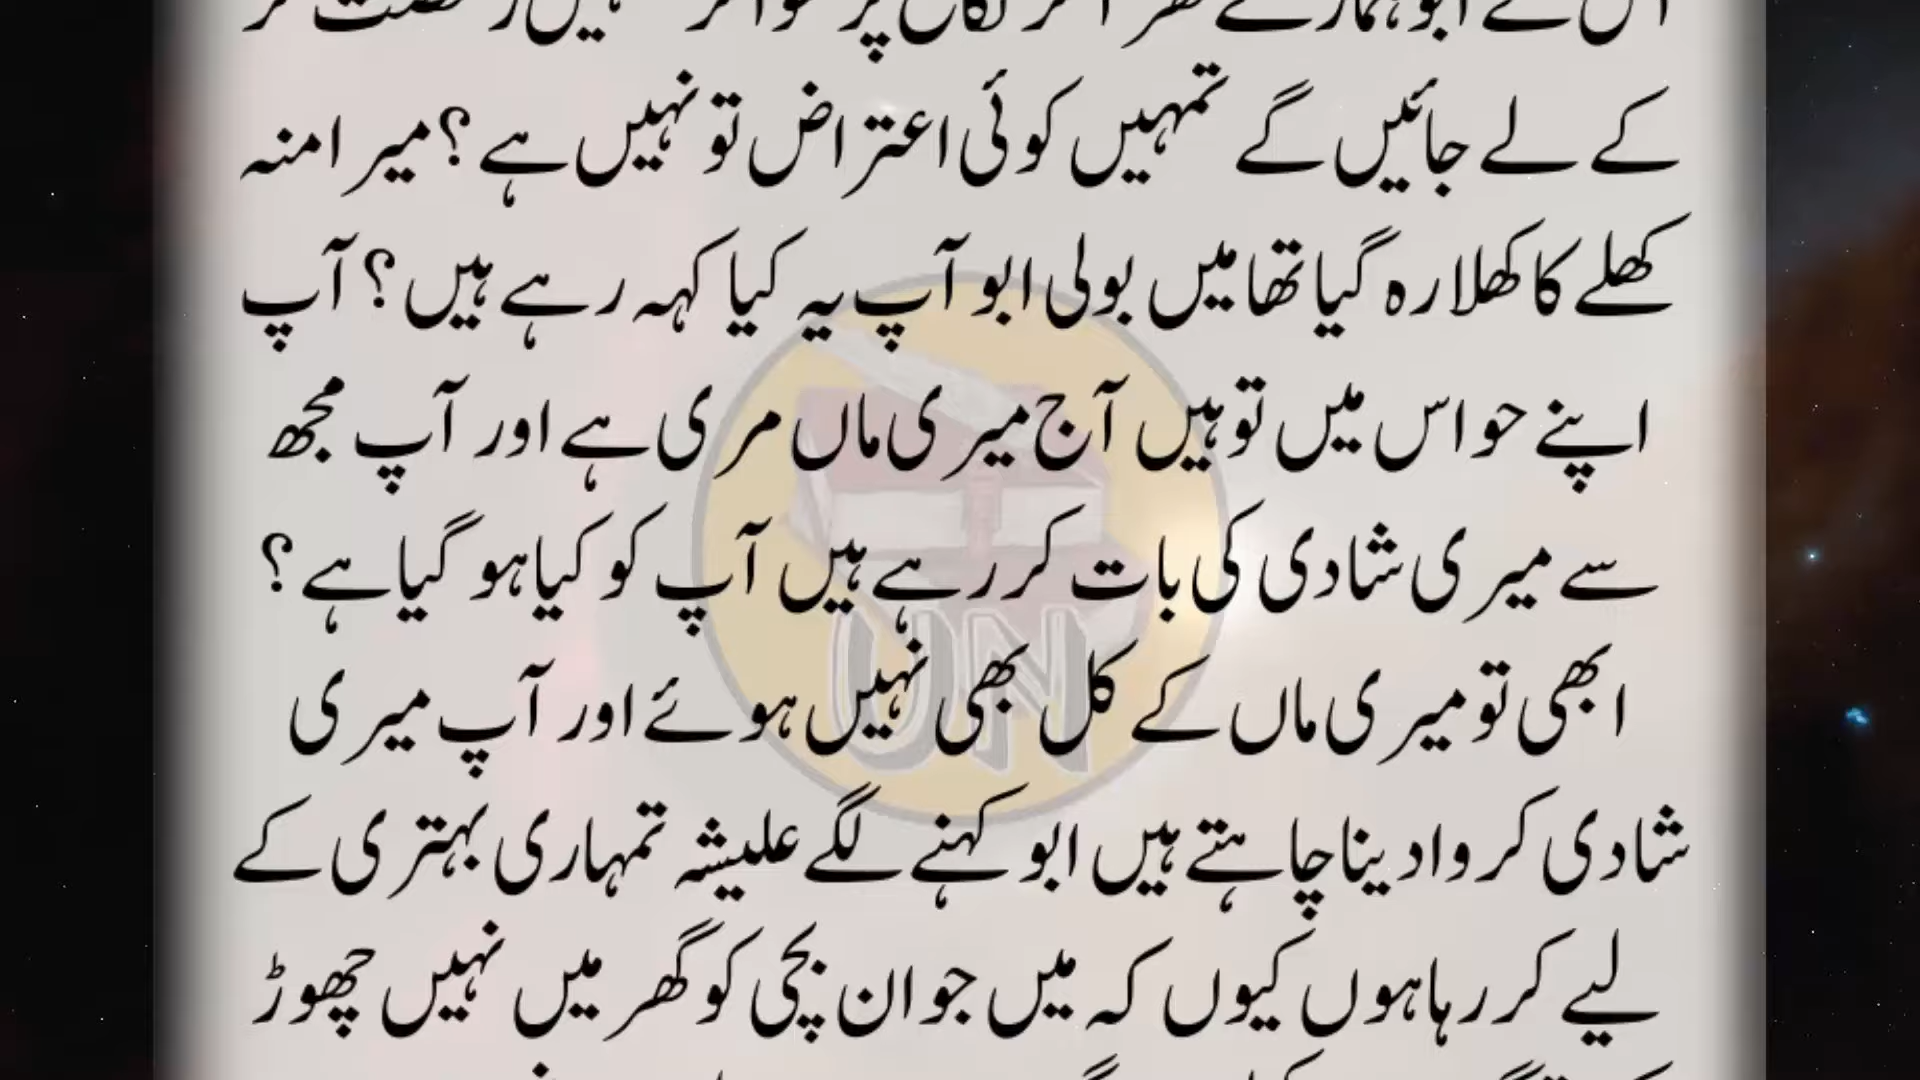 کے لے جائیں گے تمہیں کوئی اعتراض تو نہیں ہے؟ میرا منہ
کھلے کا کھلا رہ گیا تھا میں بولی ابو آپ یہ کیا کہہ رہے ہیں؟ آپ
اپنے حواس میں تو ہیں آج میری ماں مری ہے اور آپ مجھ
سے میری شادی کی بات کر رہے ہیں آپ کو کیا ہو گیا ہے؟
ابھی تو میری ماں کے کل بھی نہیں ہوئے اور آپ میری
شادی کروا دینا چاہتے ہیں ابو کہنے لگے علیشہ تمہاری بہتری کے
لیے کر رہا ہوں کیوں کہ میں جوان بچی کو گھر میں نہیں چھوڑ
UN